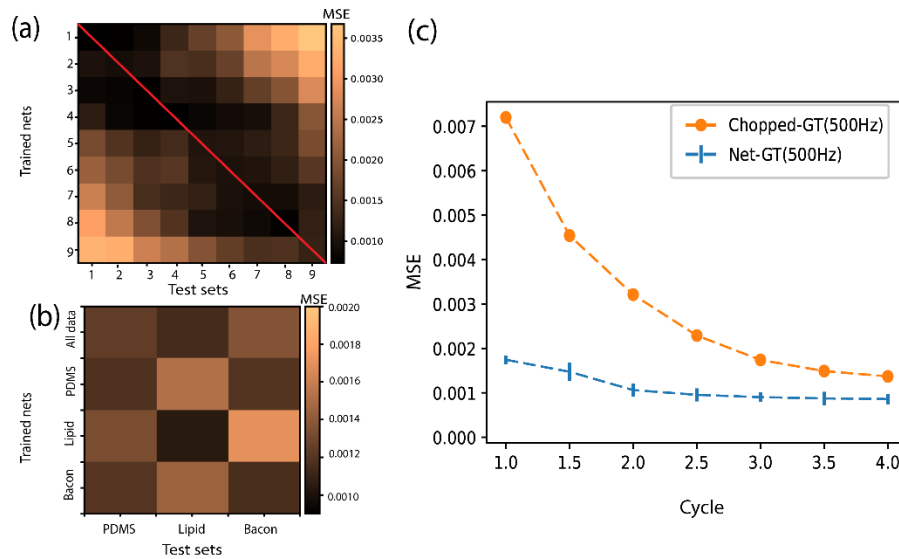 (a)
MSE
Trained nets
1
2
3
4
5
6
7
8
9
1 2 3 4 5 6 7 8 9
Test sets
0.0035
0.0030
0.0025
0.0020
0.0015
0.0010
(b)
MSE
Trained nets
All data
PDMS
Lipid
Bacon
PDMS Lipid Bacon
Test sets
0.0020
0.0018
0.0016
0.0014
0.0012
0.0010
(c)
Chopped-GT(500Hz)
Net-GT(500Hz)
MSE
0.007
0.006
0.005
0.004
0.003
0.002
0.001
0.000
1.0 1.5 2.0 2.5 3.0 3.5 4.0
Cycle